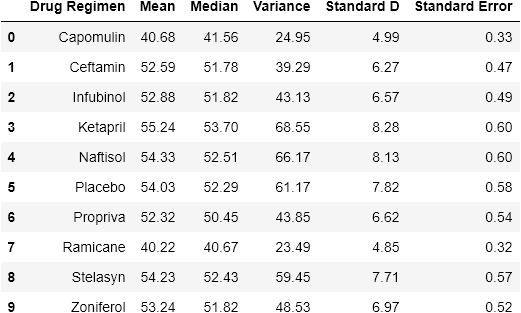 Drug Regimen Mean Median Variance Standard D Standard Error
0 Capomulin 40.68 41.56 24.95 4.99 0.33
1 Ceftamin 52.59 51.78 39.29 6.27 0.47
2 Infubinol 52.88 51.82 43.13 6.57 0.49
3 Ketapril 55.24 53.70 68.55 8.28 0.60
4 Naftisol 54.33 52.51 66.17 8.13 0.60
5 Placebo 54.03 52.29 61.17 7.82 0.58
6 Propriva 52.32 50.45 43.85 6.62 0.54
7 Ramicane 40.22 40.67 23.49 4.85 0.32
8 Stelasyn 54.23 52.43 59.45 7.71 0.57
9 Zoniferol 53.24 51.82 48.53 6.97 0.52